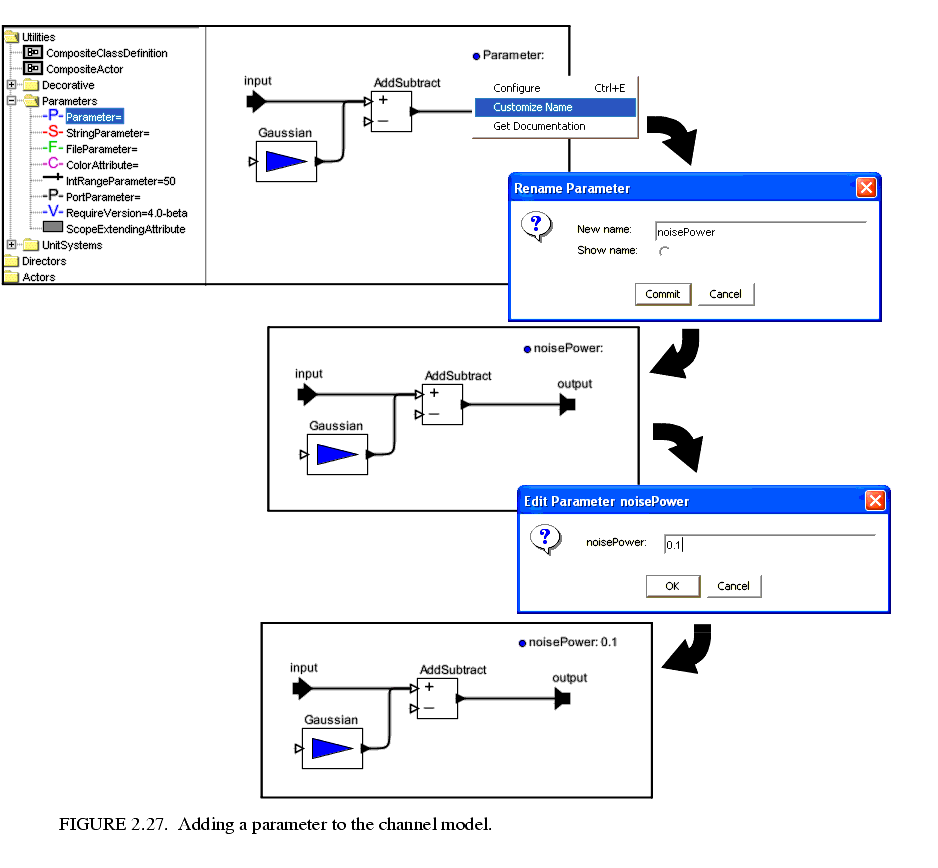 Utilities
CompositeClassDefinition
CompositeActor
Decorative
Parameters
-P- Parameter=
-S- StringParameter=
-F- FileParameter=
-C- ColorAttribute=
IntRangeParameter=50
-P- PortParameter=
-V- RequireVersion=4.0-beta
ScopeExtendingAttribute
UnitSystems
Directors
Actors
Parameter:
input
AddSubtract
+
–
Gaussian
Configure Ctrl+E
Customize Name
Get Documentation
Rename Parameter
?
New name: noisePower
Show name:
Commit Cancel
noisePower:
input
AddSubtract
output
+
–
Gaussian
Edit Parameter noisePower
?
noisePower: 0.1
OK Cancel
noisePower: 0.1
input
AddSubtract
output
+
–
Gaussian
FIGURE 2.27. Adding a parameter to the channel model.